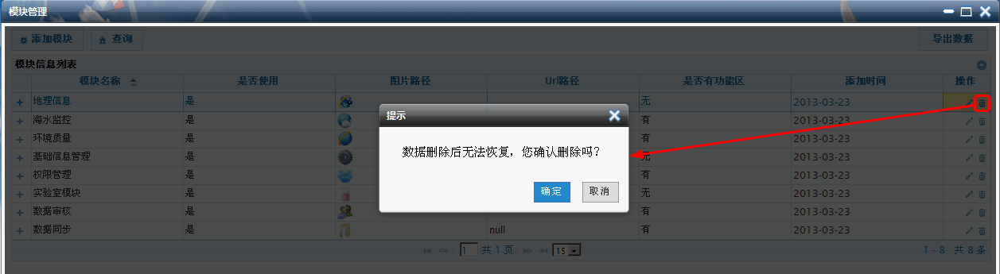 模块管理
添加模块 查询 导出数据
模块信息列表
模块名称 是否使用 图片路径 Url路径 是否有功能区 添加时间 操作
地理信息 是 无 2013-03-23
海水监控 是 有 2013-03-23
环境质量 是 有 2013-03-23
基础信息管理 是 无 2013-03-23
权限管理 是 有 2013-03-23
实验室模块 是 无 2013-03-23
数据审核 是 有 2013-03-23
数据同步 是 null 有 2013-03-23
提示
数据删除后无法恢复，您确认删除吗？
确定 取消
1 共 1 页 15 1 - 8 共 8 条